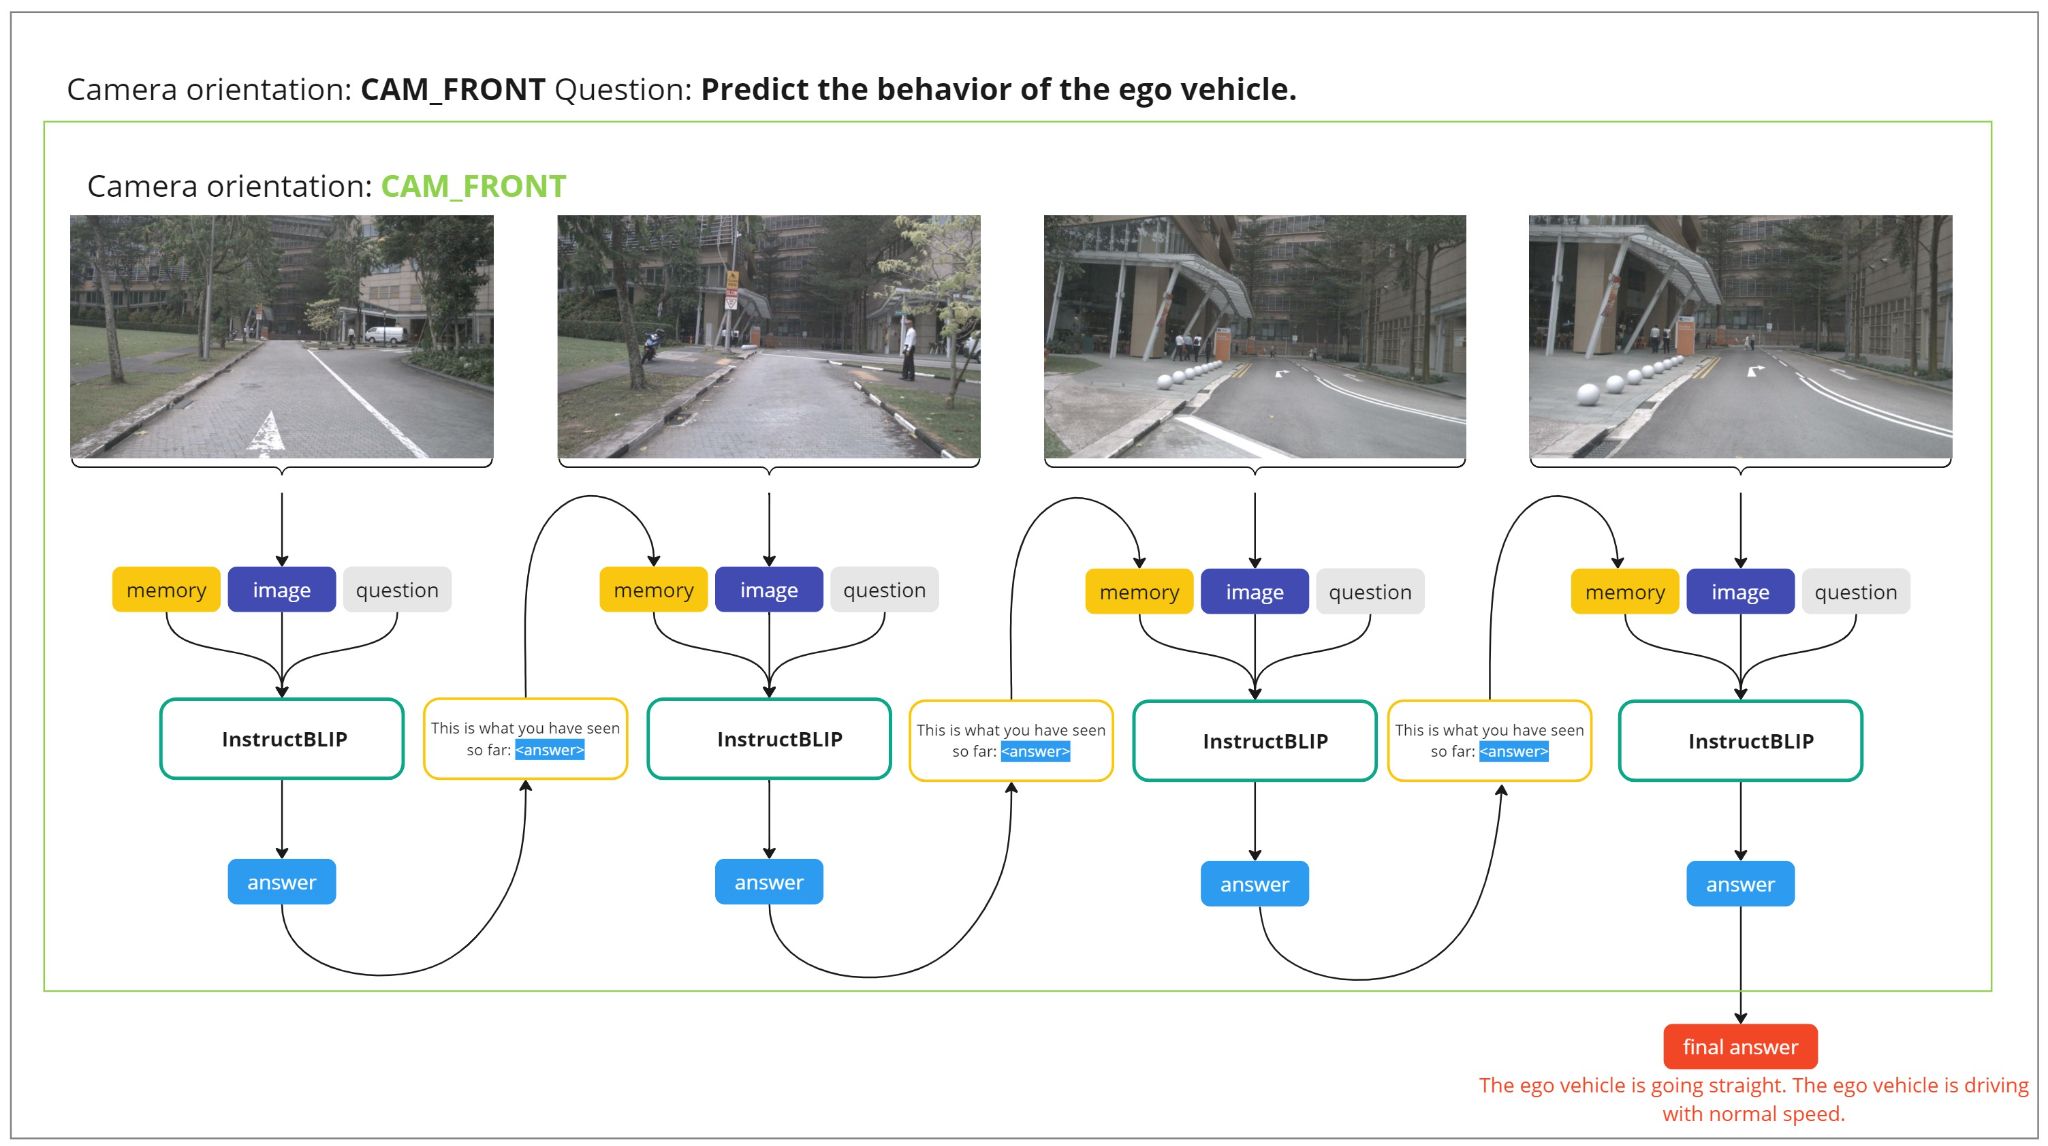 Camera orientation: CAM_FRONT Question: Predict the behavior of the ego vehicle.
Camera orientation: CAM_FRONT
memory image question
memory image question
memory image question
memory image question
InstructBLIP
This is what you have seen
so far: <answer>
InstructBLIP
This is what you have seen
so far: <answer>
InstructBLIP
This is what you have seen
so far: <answer>
InstructBLIP
answer
answer
answer
answer
final answer
The ego vehicle is going straight. The ego vehicle is driving
with normal speed.